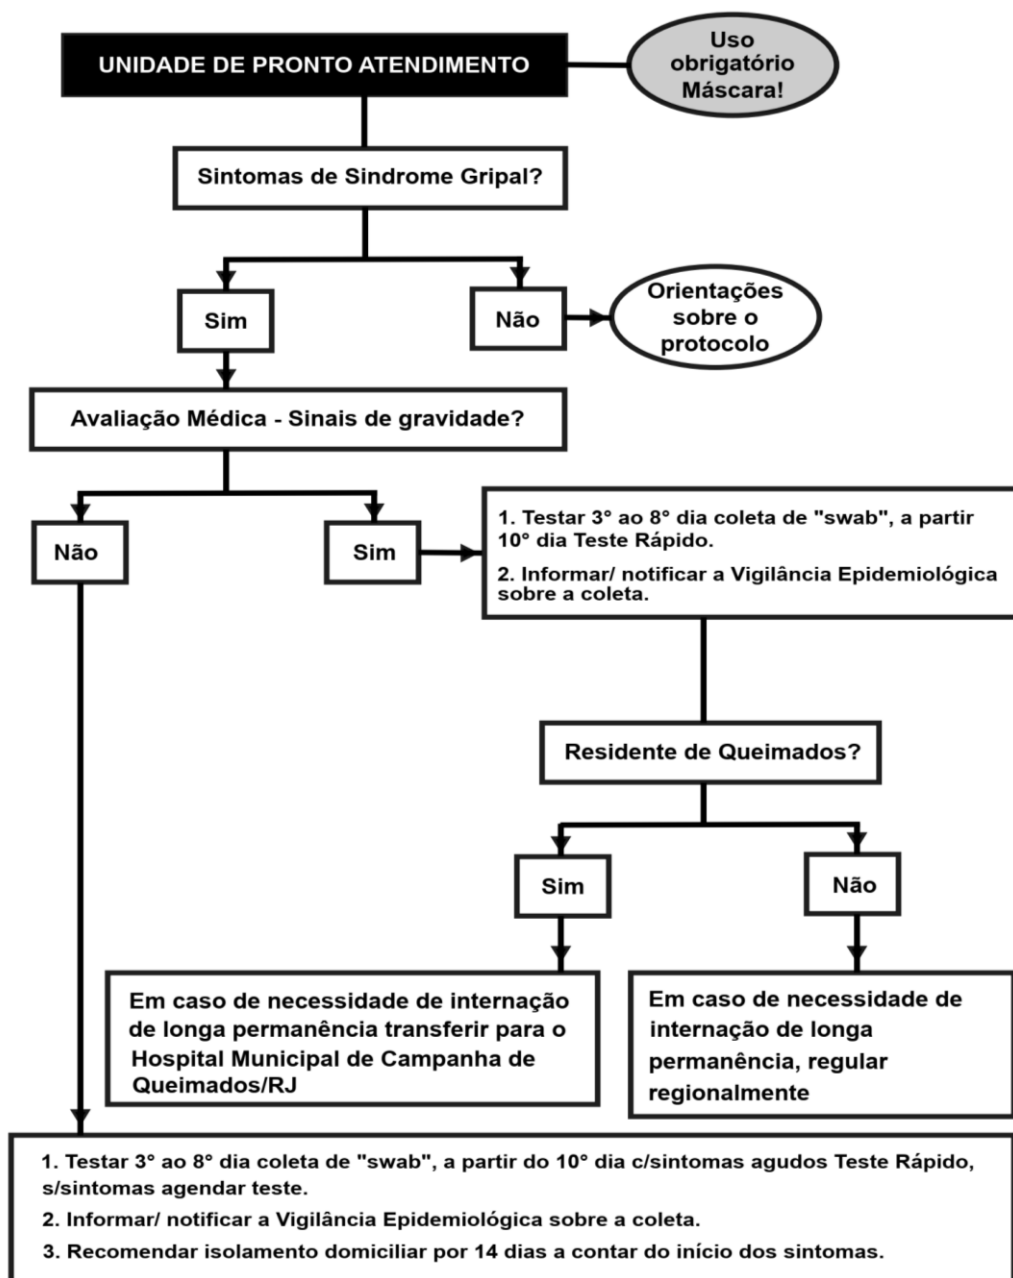 UNIDADE DE PRONTO ATENDIMENTO
Uso
obrigatório
Máscara!
Sintomas de Sindrome Gripal?
Sim
Não
Orientações
sobre o
protocolo
Avaliação Médica - Sinais de gravidade?
Não
Sim
1. Testar 3° ao 8° dia coleta de "swab", a partir
10° dia Teste Rápido.
2. Informar/ notificar a Vigilância Epidemiológica
sobre a coleta.
Residente de Queimados?
Sim
Não
Em caso de necessidade de internação
de longa permanência transferir para o
Hospital Municipal de Campanha de
Queimados/RJ
Em caso de necessidade de
internação de longa
permanência, regular
regionalmente
1. Testar 3° ao 8° dia coleta de "swab", a partir do 10° dia c/sintomas agudos Teste Rápido,
s/sintomas agendar teste.
2. Informar/ notificar a Vigilância Epidemiológica sobre a coleta.
3. Recomendar isolamento domiciliar por 14 dias a contar do início dos sintomas.